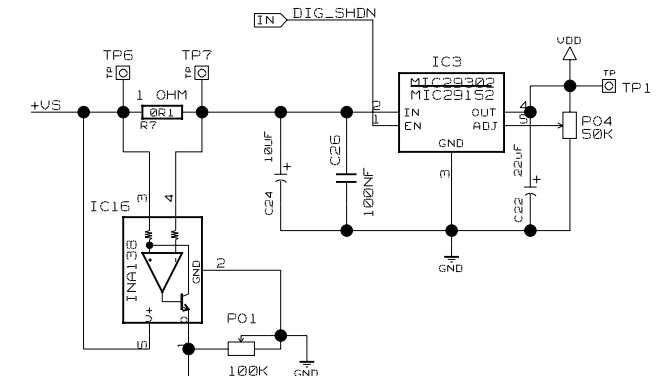 IN DIG_SHDN
VDD
TP6 TP7
IC3
TP TP
MIC29302
MIC29152
TP
TP1
1 OHM
+VS
0R1
R7
2 IN OUT 4
1 EN ADJ 5
GND
PO4
50K
10UF
+
C24
C26
100NF
3
22uF
+
C22
GND
3 4
IC16
INA138
GND
2
V+
O
5
1
PO1
100K
GND